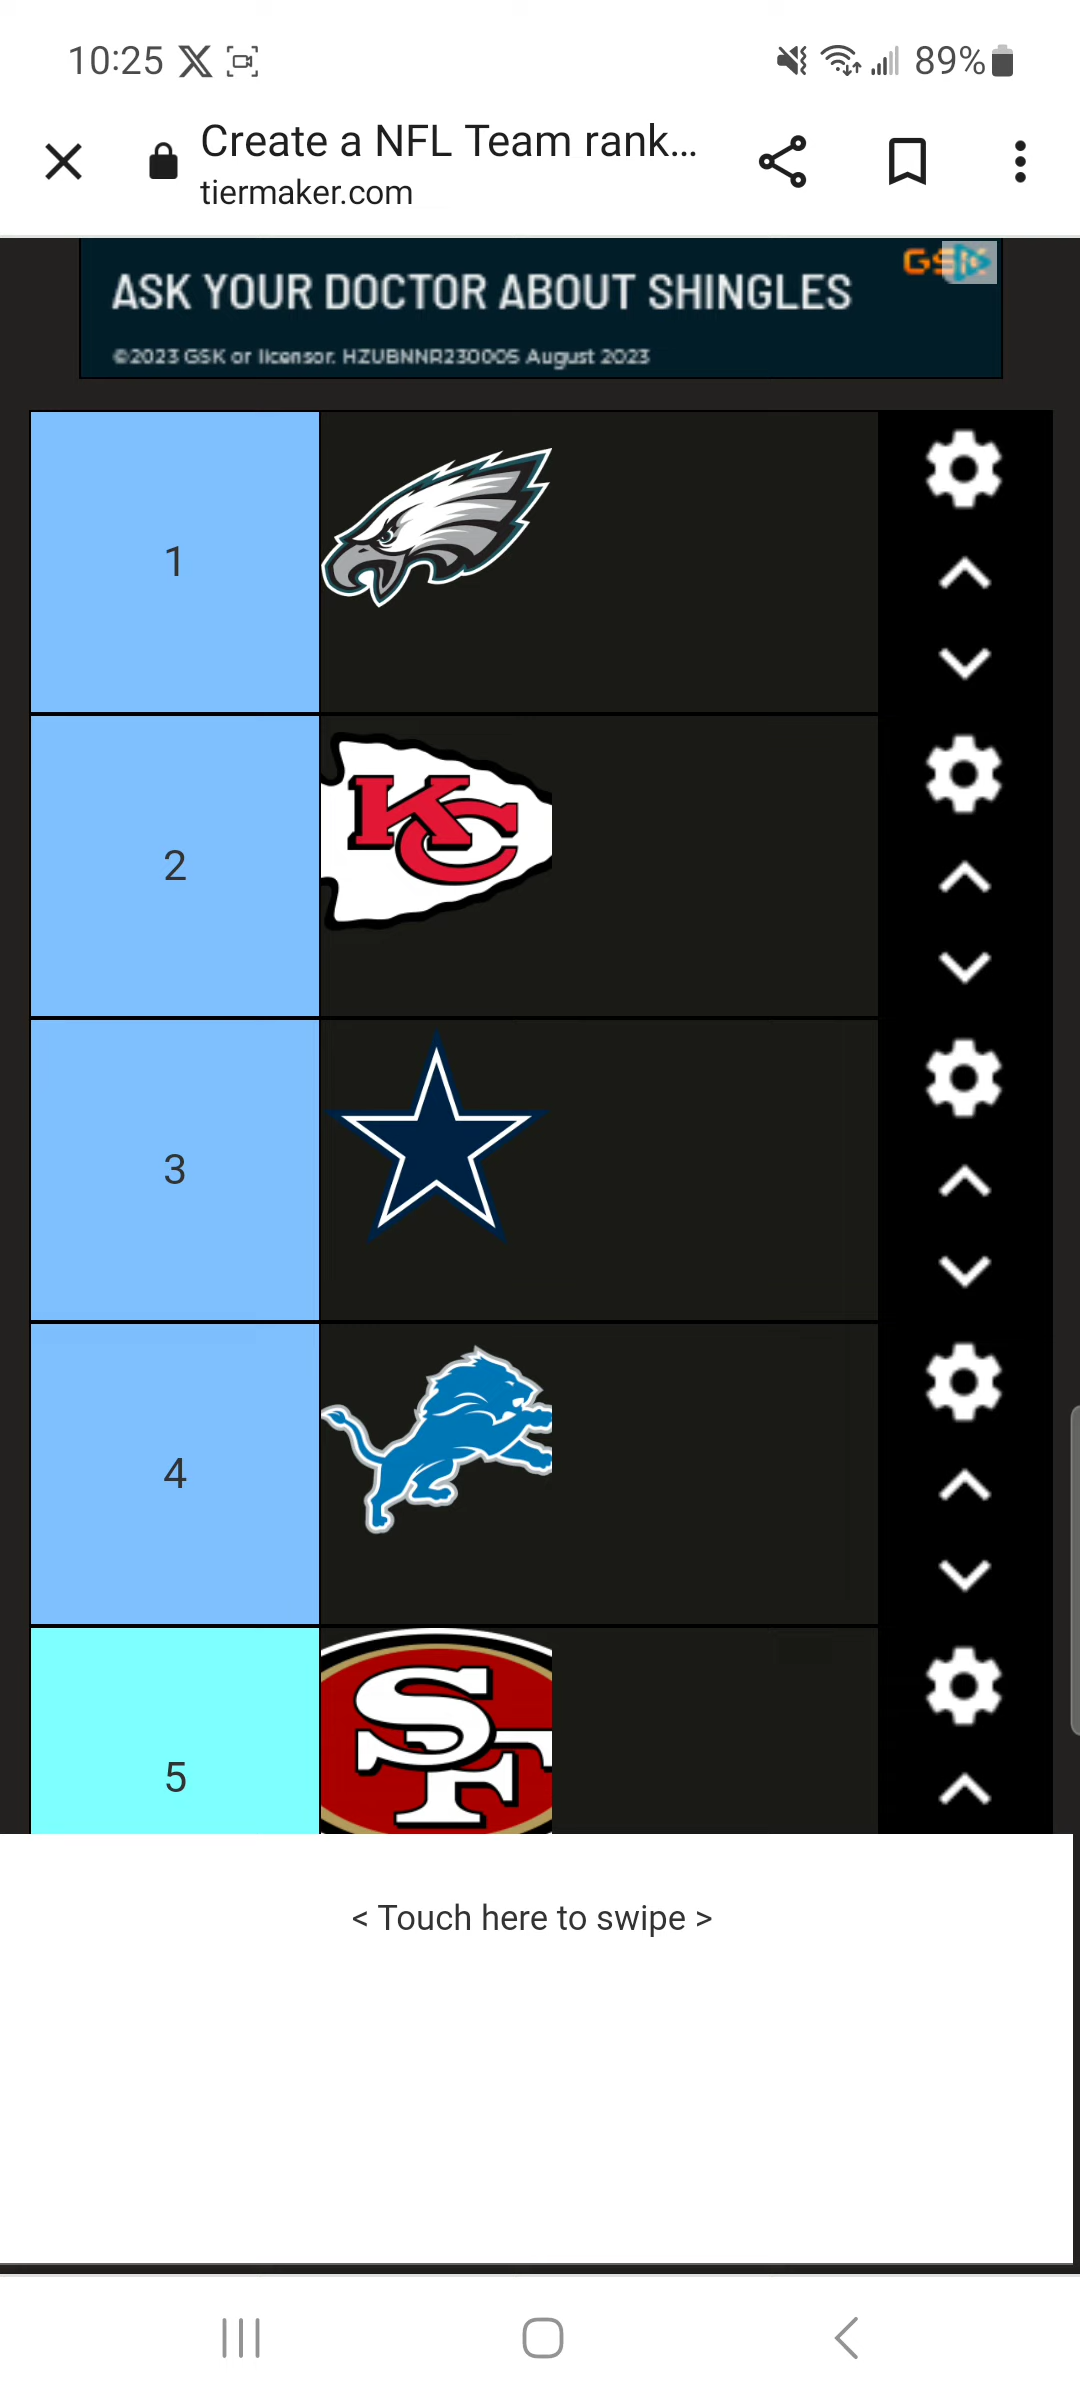 10:25
89%
Create a NFL Team rank...
tiermaker.com
GSK
ASK YOUR DOCTOR ABOUT SHINGLES
©2023 GSK or licensor. HZUBNNR230005 August 2023
1
2
KC
3
4
5
SF
< Touch here to swipe >